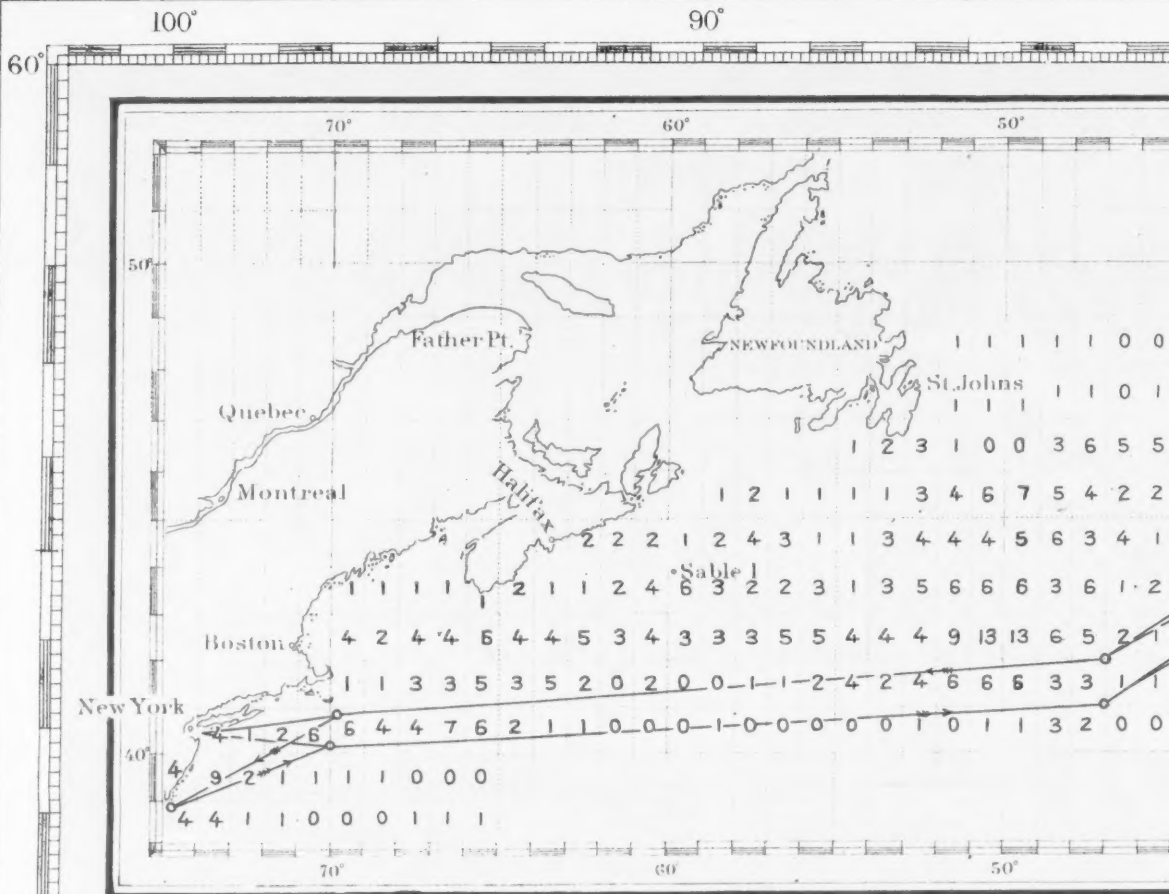 100° 90°
60°
70° 60° 50°
50°
Father Pt.
NEWFOUNDLAND
1 1 1 1 1 0 0
Quebec
St. Johns
1 1 0 1
1 1 1
1 2 3 1 0 0 3 6 5 5
Montreal
Halifax
1 2 1 1 1 1 3 4 6 7 5 4 2 2
2 2 2 1 2 4 3 1 1 3 4 4 4 5 6 3 4 1
Sable I
1 1 1 1 1 2 1 1 2 4 6 3 2 2 3 1 3 5 6 6 6 3 6 1 2
Boston
4 2 4 4 6 4 4 5 3 4 3 3 3 5 5 4 4 4 9 13 13 6 5 2 1
1 1 3 3 5 3 5 2 0 2 0 0 1 1 2 4 2 4 6 6 6 3 3 1 1
New York
4 1 2 6 6 4 4 7 6 2 1 1 0 0 0 1 0 0 0 0 1 0 1 1 3 2 0 0
40°
4 9 2 1 1 1 1 0 0 0
4 4 1 1 0 0 0 1 1 1
70° 60° 50°